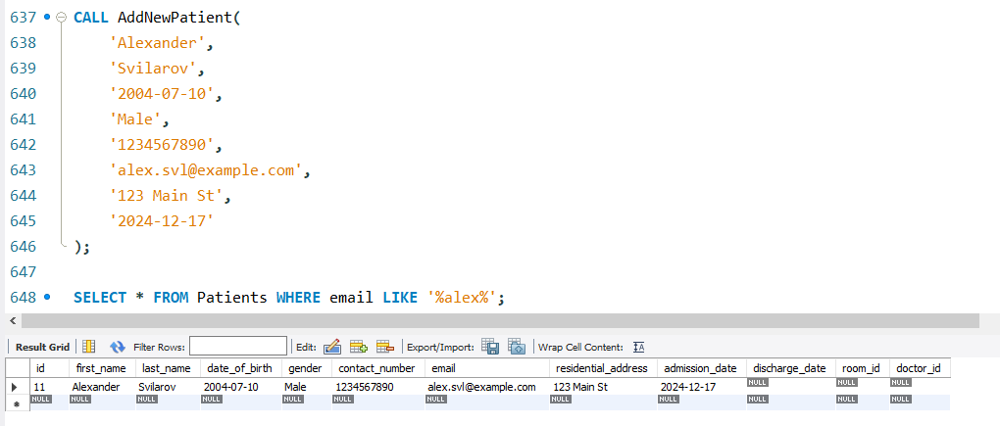 637 CALL AddNewPatient(
638 'Alexander',
639 'Svilarov',
640 '2004-07-10',
641 'Male',
642 '1234567890',
643 'alex.svl@example.com',
644 '123 Main St',
645 '2024-12-17'
646 );
647
648 SELECT * FROM Patients WHERE email LIKE '%alex%';
Result Grid Filter Rows: Edit: Export/Import: Wrap Cell Content:
id first_name last_name date_of_birth gender contact_number email residential_address admission_date discharge_date room_id doctor_id
11 Alexander Svilarov 2004-07-10 Male 1234567890 alex.svl@example.com 123 Main St 2024-12-17 NULL NULL NULL
NULL NULL NULL NULL NULL NULL NULL NULL NULL NULL NULL NULL